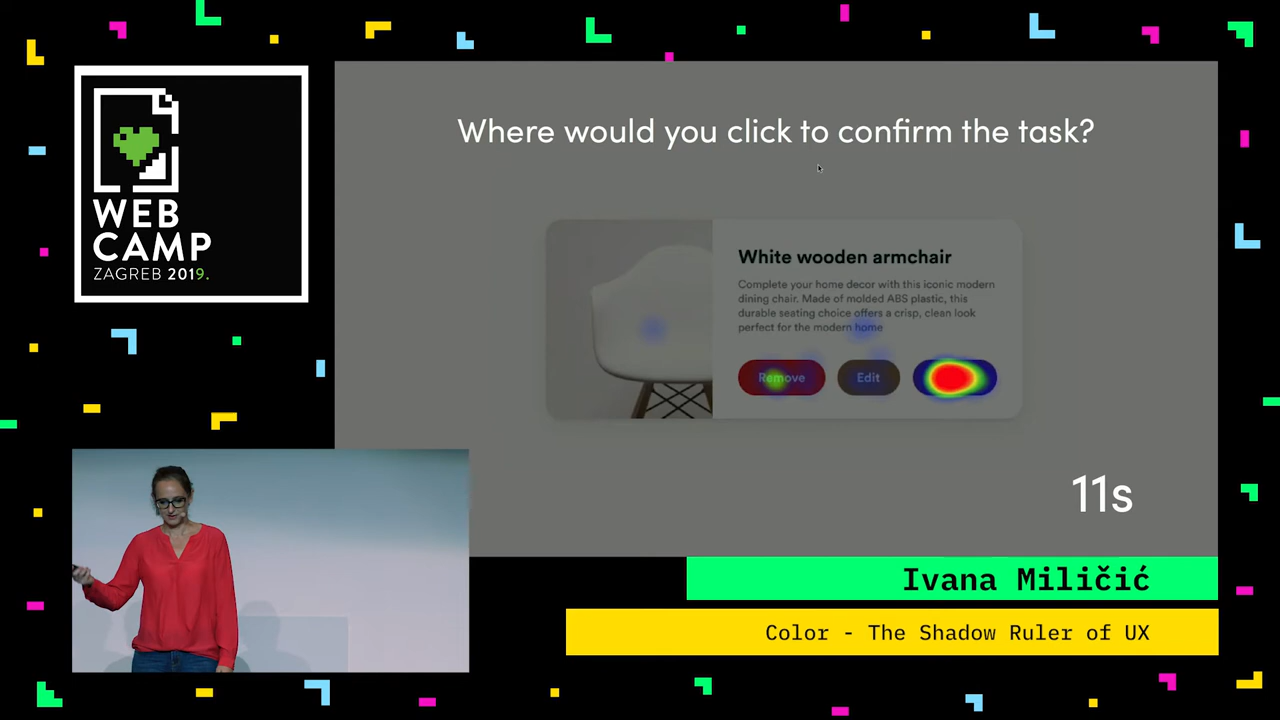 Where would you click to confirm the task?
WEB
CAMP
ZAGREB 2019.
White wooden armchair
Complete your home decor with this iconic modern
dining chair. Made of molded ABS plastic, this
durable seating choice offers a crisp, clean look
perfect for the modern home
Remove
Edit
11s
Ivana Miličić
Color - The Shadow Ruler of UX